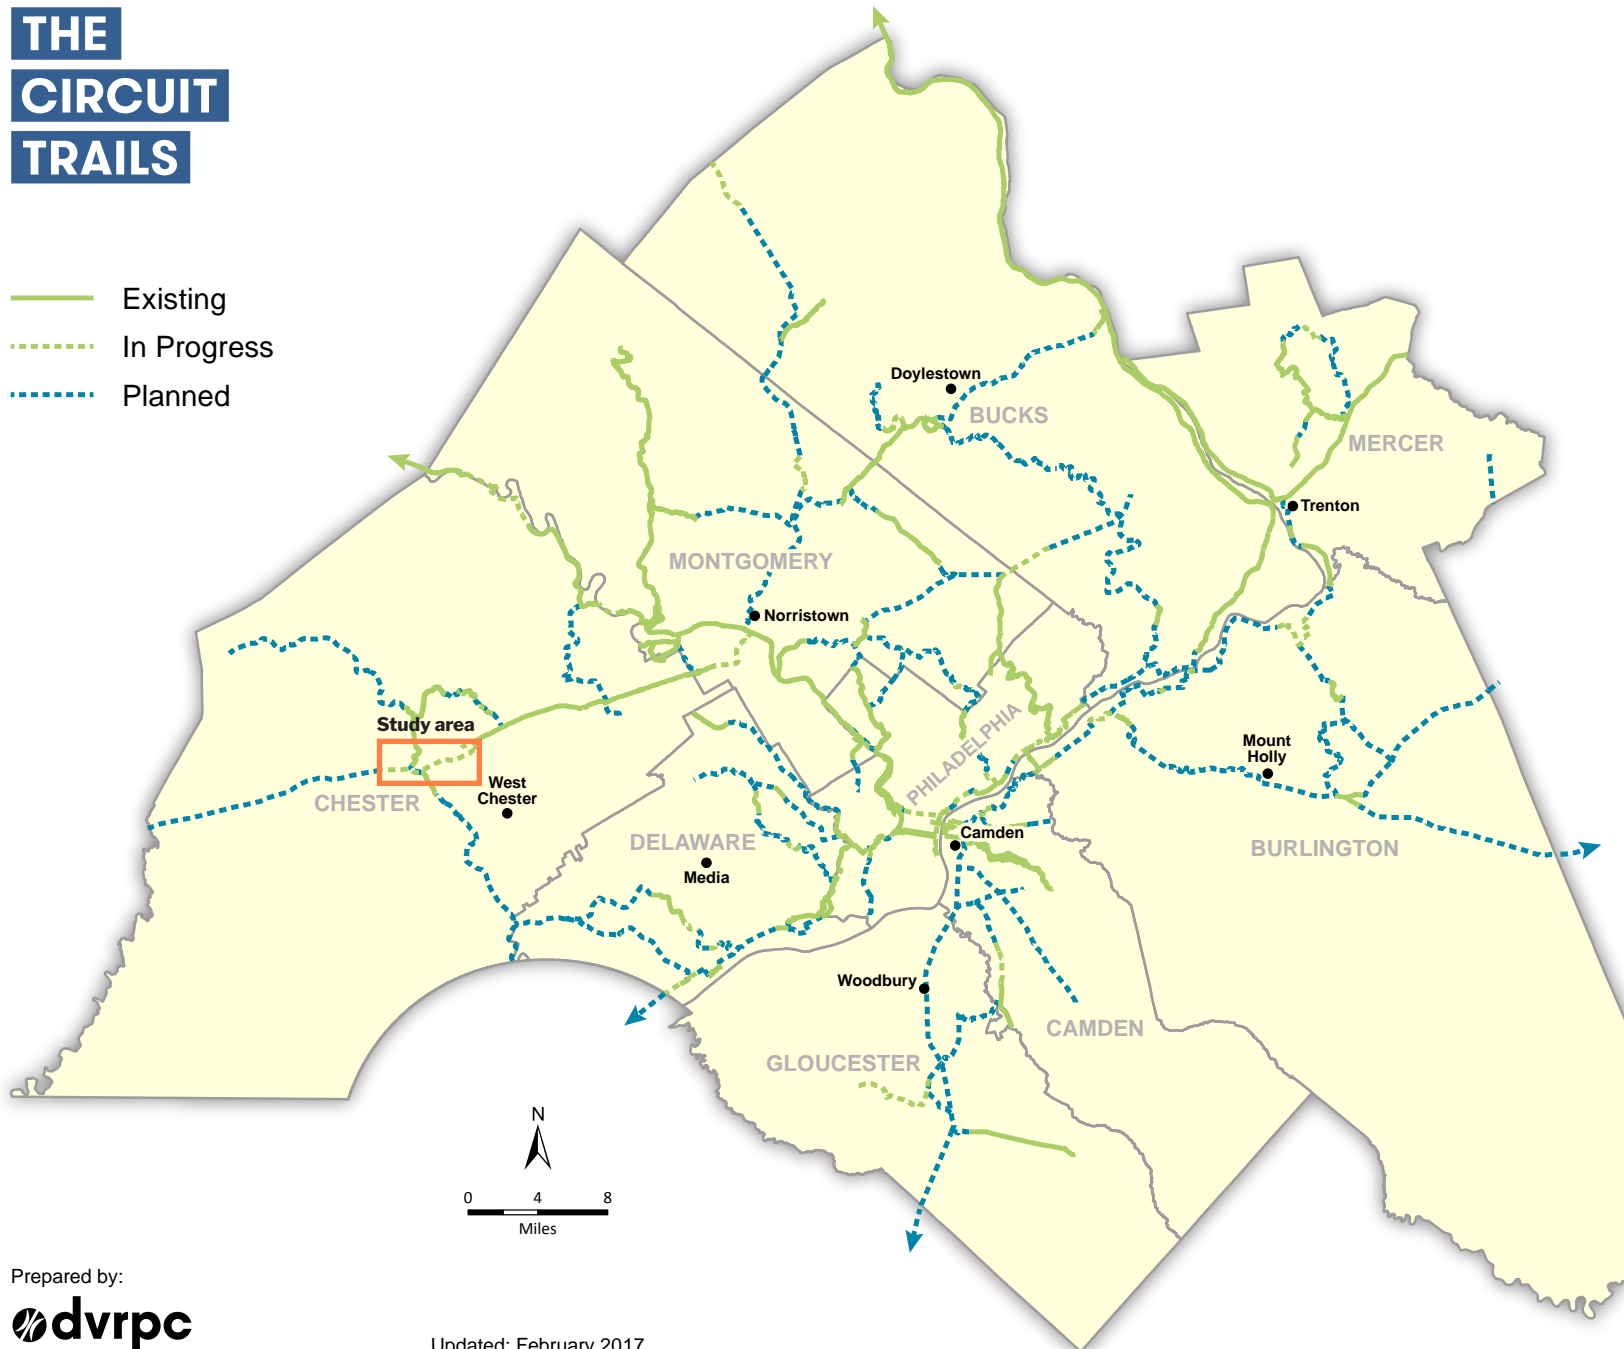 THE
CIRCUIT
TRAILS
Existing
In Progress
Planned
Doylestown
BUCKS
MERCER
Trenton
MONTGOMERY
Norristown
Study area
CHESTER
West
Chester
PHILADELPHIA
Mount
Holly
DELAWARE
Media
Camden
BURLINGTON
Woodbury
CAMDEN
GLOUCESTER
N
0 4 8
Miles
Prepared by:
dvrpc
Updated: February 2017